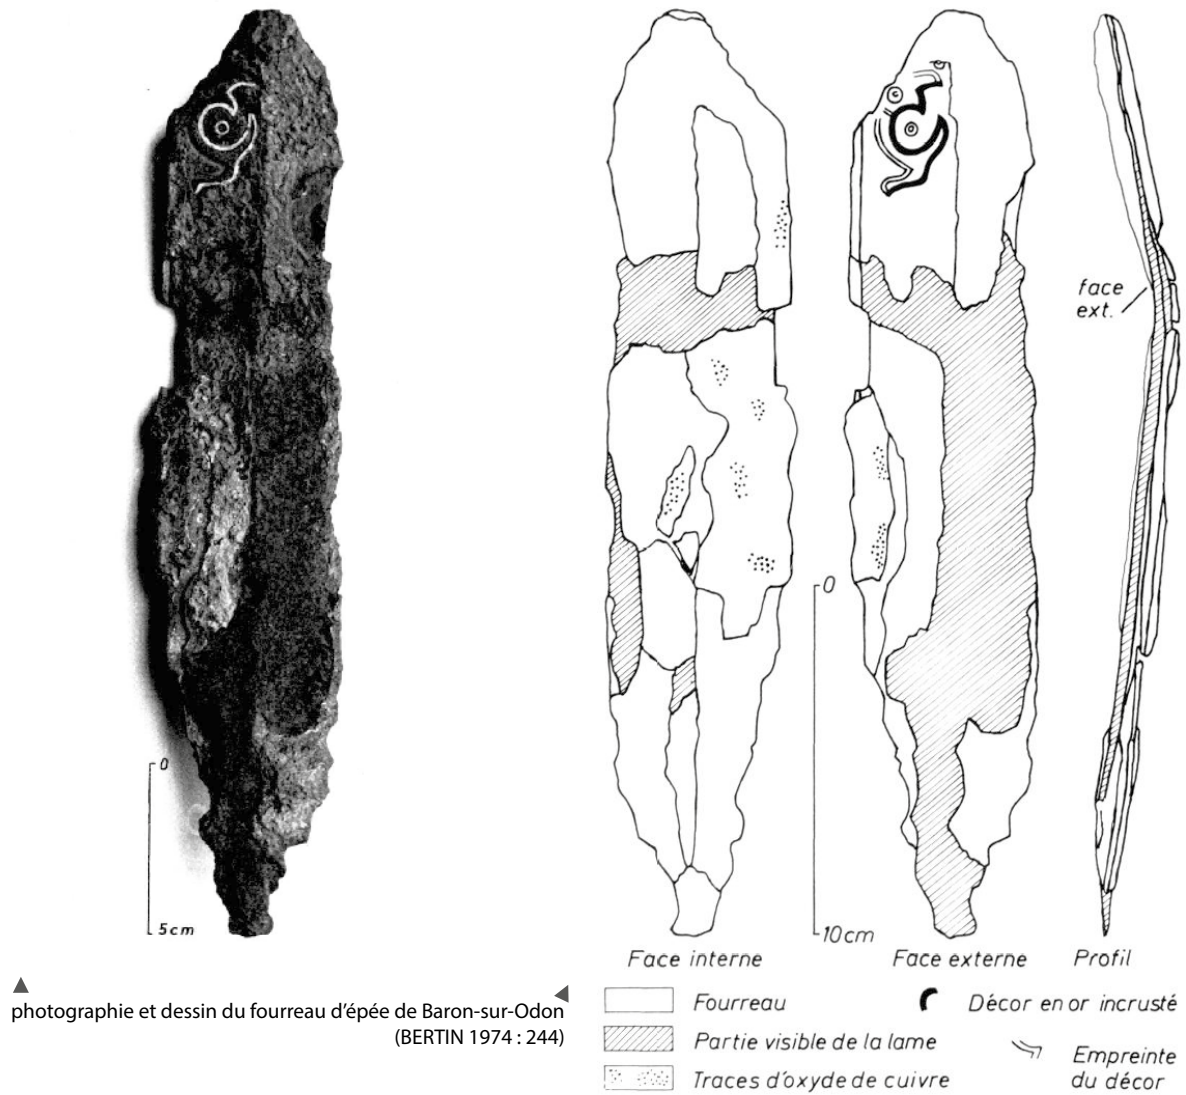 face
ext.
0
5cm
0
10cm
Face interne
Face externe
Profil
photographie et dessin du fourreau d'épée de Baron-sur-Odon
(BERTIN 1974 : 244)
Fourreau
Partie visible de la lame
Traces d'oxyde de cuivre
Décor en or incrusté
Empreinte
du décor